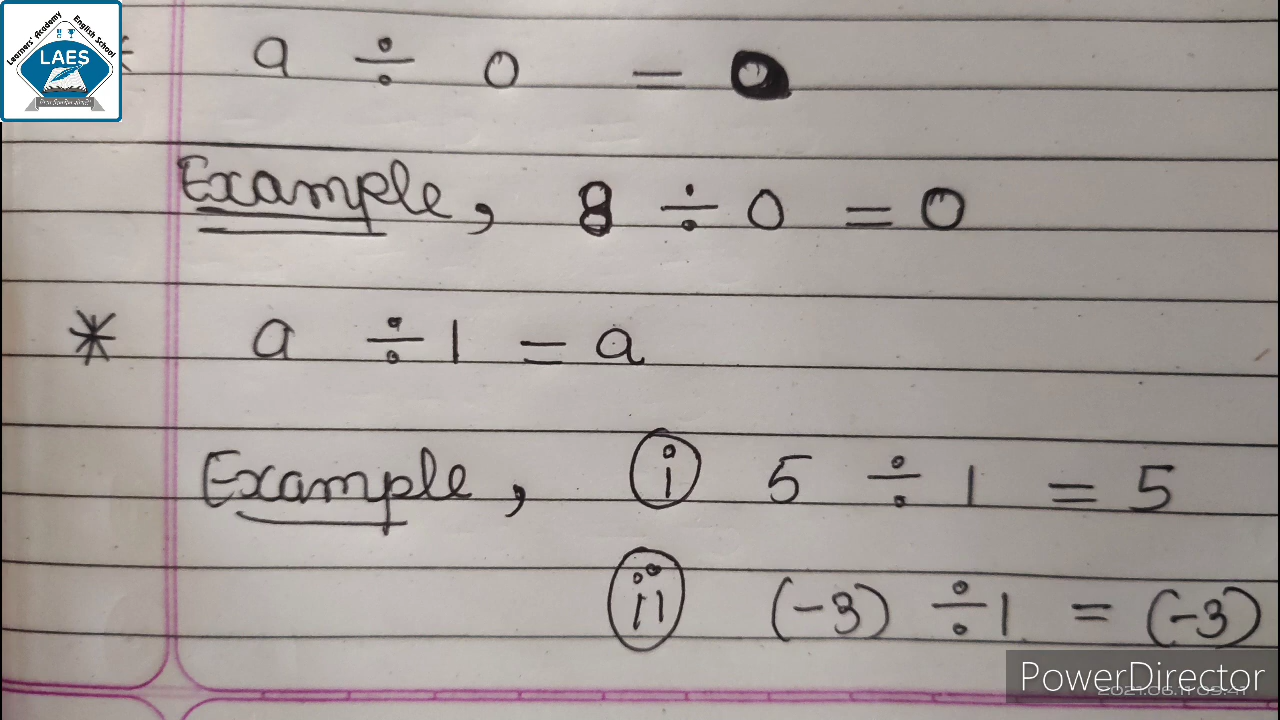 Learners' Academy English School
LAES
* a ÷ 0 = 0
Example, 8 ÷ 0 = 0
* a ÷ 1 = a
Example, (i) 5 ÷ 1 = 5
(ii) (-3) ÷ 1 = (-3)
PowerDirector